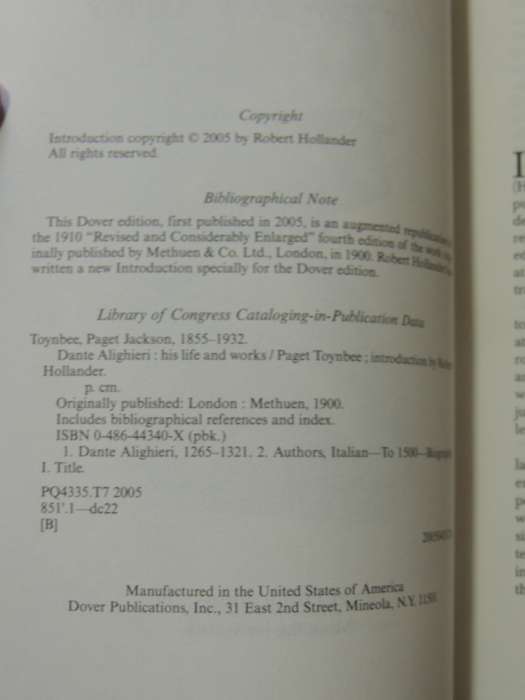 Copyright
Introduction copyright © 2005 by Robert Hollander
All rights reserved.
Bibliographical Note
This Dover edition, first published in 2005, is an augmented republication
the 1910 "Revised and Considerably Enlarged" fourth edition of the work
inally published by Methuen & Co. Ltd., London, in 1900. Robert Hollander
written a new Introduction specially for the Dover edition.
Library of Congress Cataloging-in-Publication Data
Toynbee, Paget Jackson, 1855–1932.
Dante Alighieri : his life and works / Paget Toynbee ; introduction by
Hollander.
p. cm.
Originally published: London : Methuen, 1900.
Includes bibliographical references and index.
ISBN 0-486-44340-X (pbk.)
1. Dante Alighieri, 1265–1321. 2. Authors, Italian—To 1500—
I. Title.
PQ4335.T7 2005
851'.1—dc22
[B]
Manufactured in the United States of America
Dover Publications, Inc., 31 East 2nd Street, Mineola, N.Y.